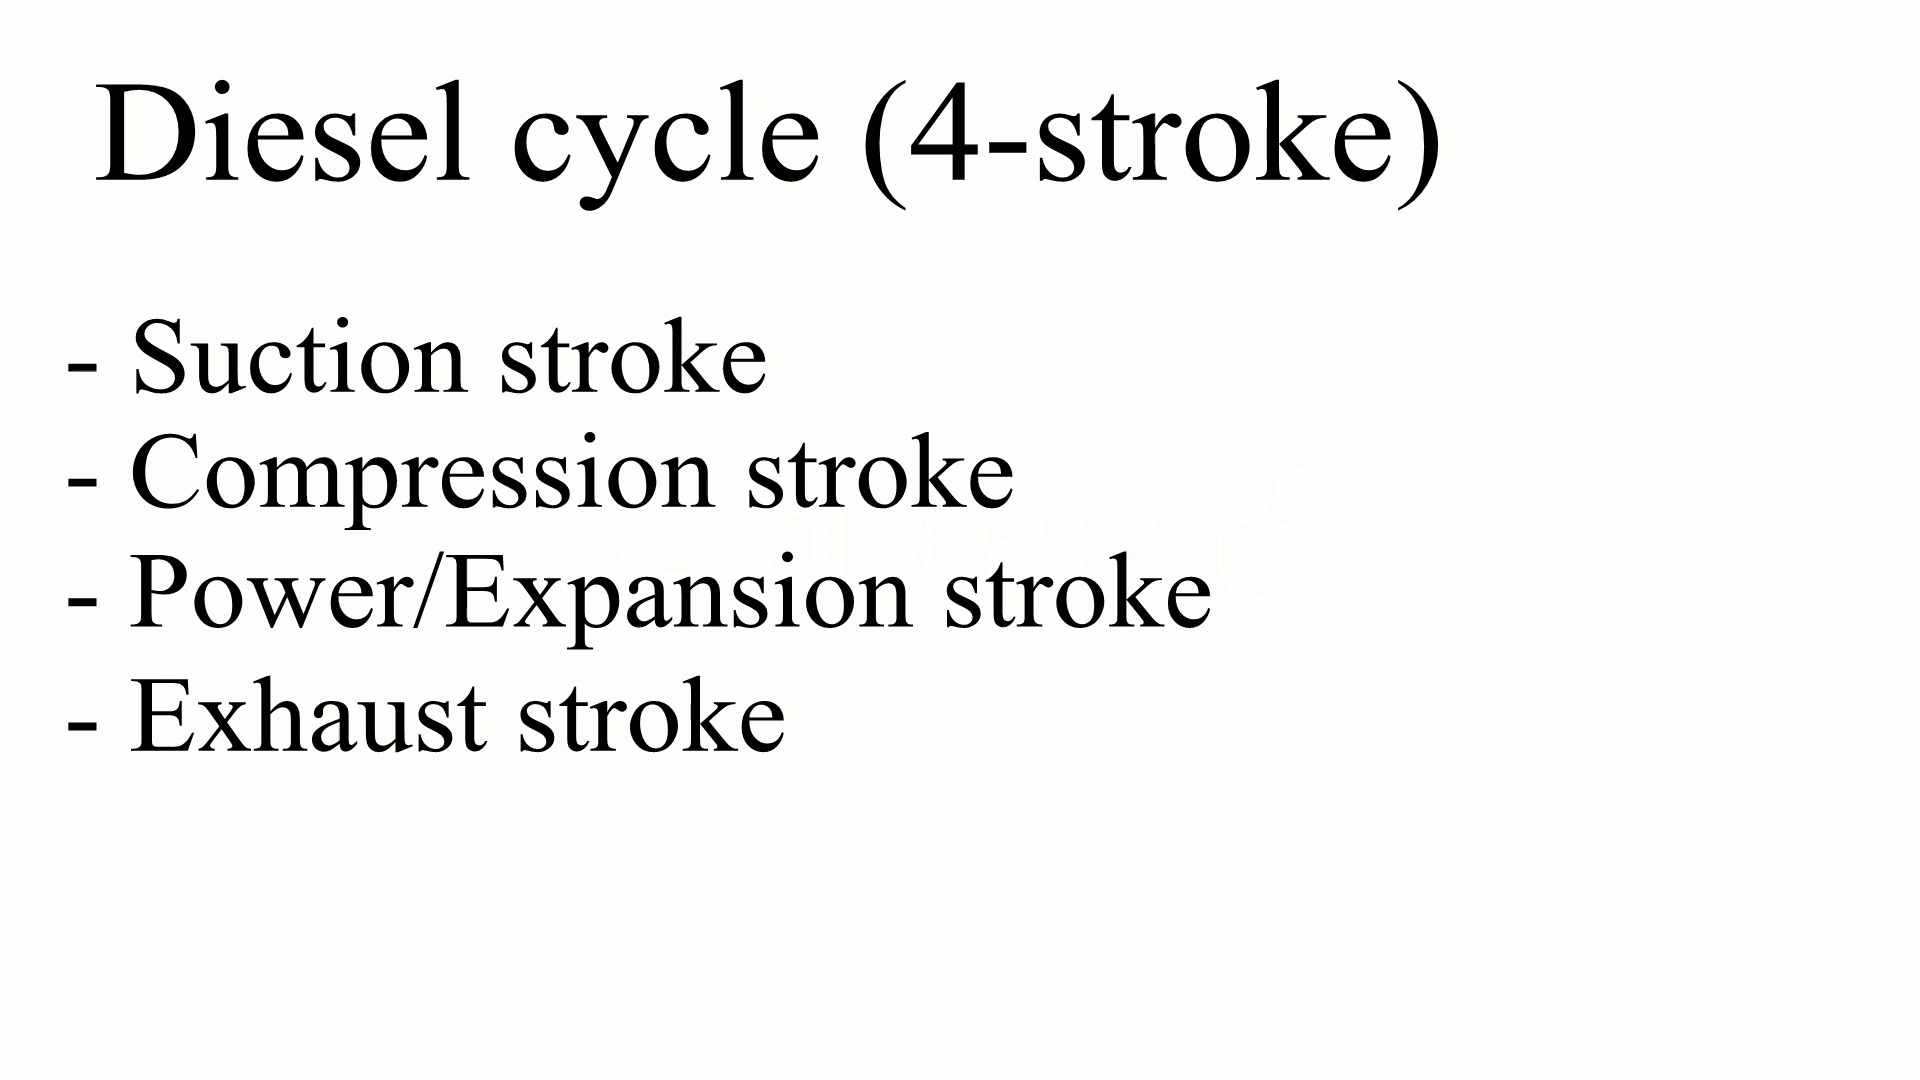 Diesel cycle (4-stroke)
- Suction stroke
- Compression stroke
- Power/Expansion stroke
- Exhaust stroke